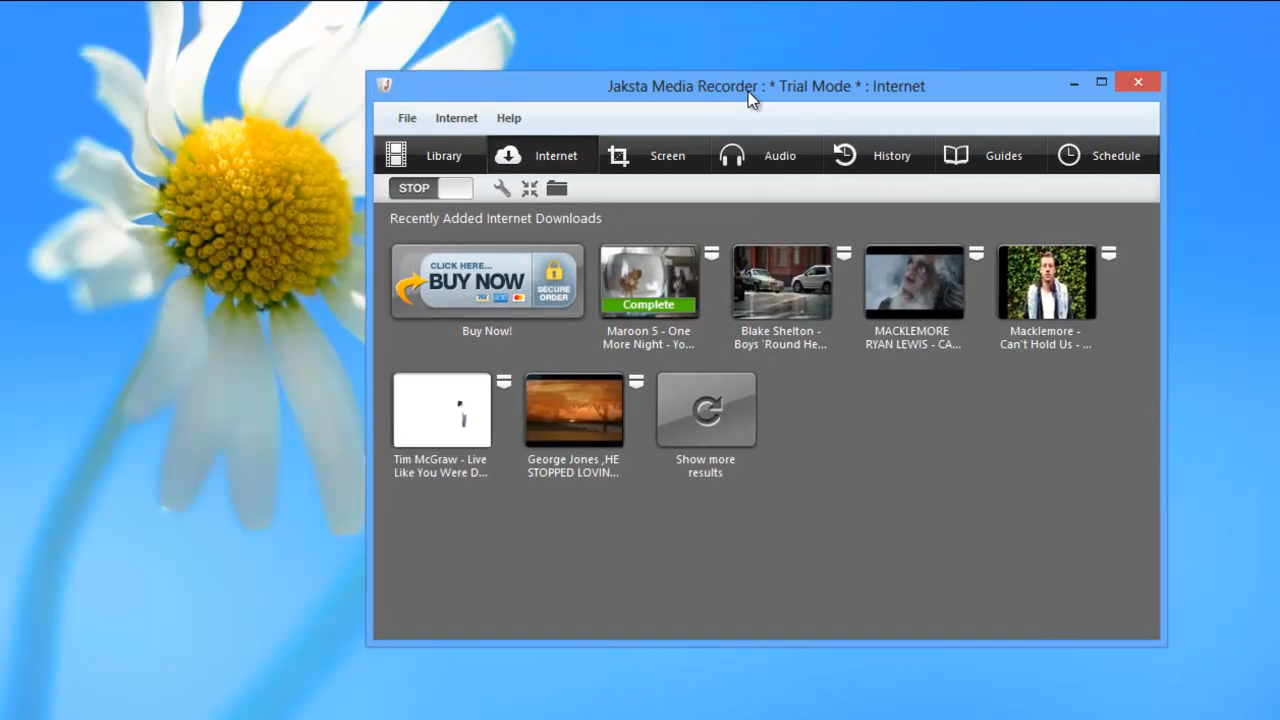 Jaksta Media Recorder : * Trial Mode * : Internet
File Internet Help
Library Internet Screen Audio History Guides Schedule
STOP
Recently Added Internet Downloads
CLICK HERE...
BUY NOW
SECURE
ORDER
Complete
Buy Now!
Maroon 5 - One
More Night - Yo...
Blake Shelton -
Boys 'Round He...
MACKLEMORE
RYAN LEWIS - CA...
Macklemore -
Can't Hold Us - ...
Tim McGraw - Live
Like You Were D...
George Jones ,HE
STOPPED LOVIN...
Show more
results